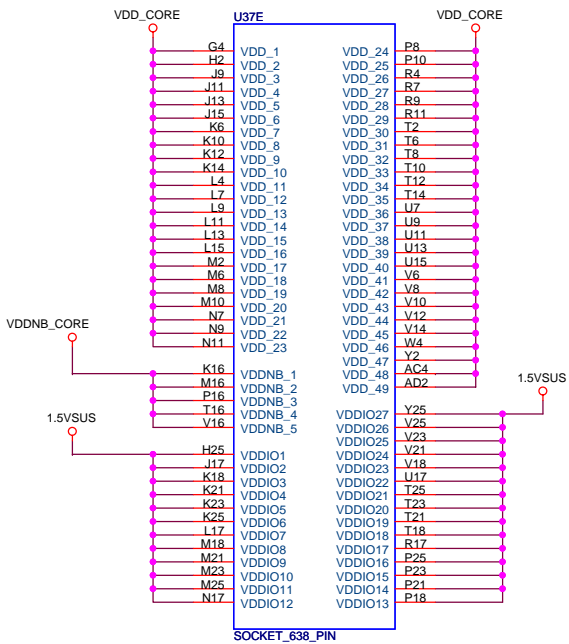 VDD_CORE U37E VDD_CORE
G4 VDD_1 VDD_24 P8
H2 VDD_2 VDD_25 P10
J9 VDD_3 VDD_26 R4
J11 VDD_4 VDD_27 R7
J13 VDD_5 VDD_28 R9
J15 VDD_6 VDD_29 R11
K6 VDD_7 VDD_30 T2
K10 VDD_8 VDD_31 T6
K12 VDD_9 VDD_32 T8
K14 VDD_10 VDD_33 T10
L4 VDD_11 VDD_34 T12
L7 VDD_12 VDD_35 T14
L9 VDD_13 VDD_36 U7
L11 VDD_14 VDD_37 U9
L13 VDD_15 VDD_38 U11
L15 VDD_16 VDD_39 U13
M2 VDD_17 VDD_40 U15
M6 VDD_18 VDD_41 V6
M8 VDD_19 VDD_42 V8
M10 VDD_20 VDD_43 V10
N7 VDD_21 VDD_44 V12
N9 VDD_22 VDD_45 V14
N11 VDD_23 VDD_46 W4
VDD_47 Y2
VDDNB_CORE
K16 VDDNB_1 VDD_48 AC4
M16 VDDNB_2 VDD_49 AD2
P16 VDDNB_3
T16 VDDNB_4 VDDIO27 Y25
V16 VDDNB_5 VDDIO26 V25
1.5VSUS
VDDIO25 V23
1.5VSUS
H25 VDDIO1 VDDIO24 V21
J17 VDDIO2 VDDIO23 V18
K18 VDDIO3 VDDIO22 U17
K21 VDDIO4 VDDIO21 T25
K23 VDDIO5 VDDIO20 T23
K25 VDDIO6 VDDIO19 T21
L17 VDDIO7 VDDIO18 T18
M18 VDDIO8 VDDIO17 R17
M21 VDDIO9 VDDIO16 P25
M23 VDDIO10 VDDIO15 P23
M25 VDDIO11 VDDIO14 P21
N17 VDDIO12 VDDIO13 P18
SOCKET_638_PIN